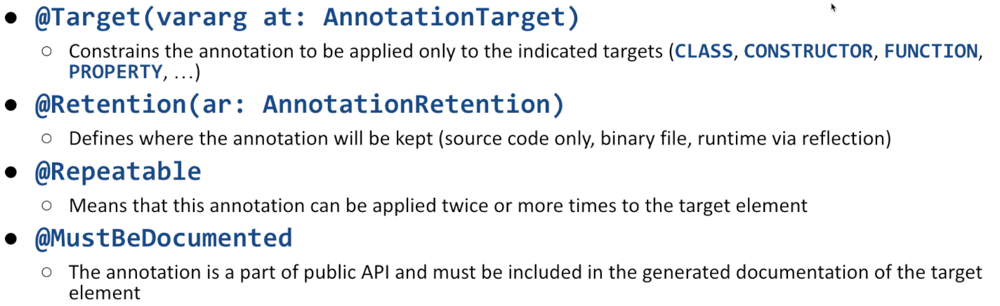 ● @Target(vararg at: AnnotationTarget)
○ Constrains the annotation to be applied only to the indicated targets (CLASS, CONSTRUCTOR, FUNCTION,
PROPERTY, ...)
● @Retention(ar: AnnotationRetention)
○ Defines where the annotation will be kept (source code only, binary file, runtime via reflection)
● @Repeatable
○ Means that this annotation can be applied twice or more times to the target element
● @MustBeDocumented
○ The annotation is a part of public API and must be included in the generated documentation of the target
element